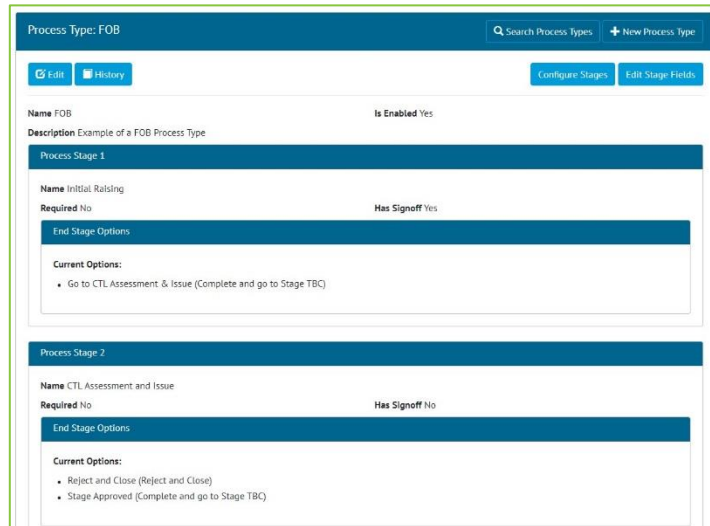 Process Type: FOB
Search Process Types
New Process Type
Edit
History
Configure Stages
Edit Stage Fields
Name FOB
Is Enabled Yes
Description Example of a FOB Process Type
Process Stage 1
Name Initial Raising
Required No
Has Signoff Yes
End Stage Options
Current Options:
Go to CTL Assessment & Issue (Complete and go to Stage TBC)
Process Stage 2
Name CTL Assessment and Issue
Required No
Has Signoff No
End Stage Options
Current Options:
Reject and Close (Reject and Close)
Stage Approved (Complete and go to Stage TBC)